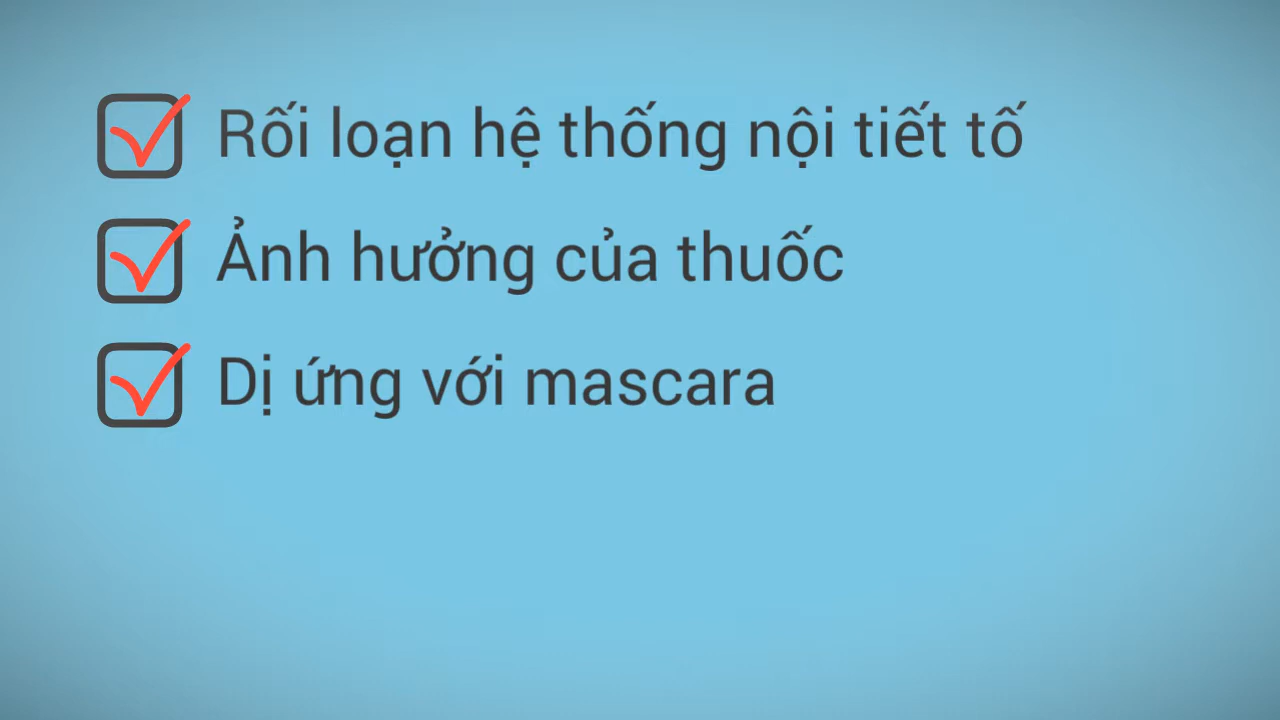 Rối loạn hệ thống nội tiết tố
Ảnh hưởng của thuốc
Dị ứng với mascara